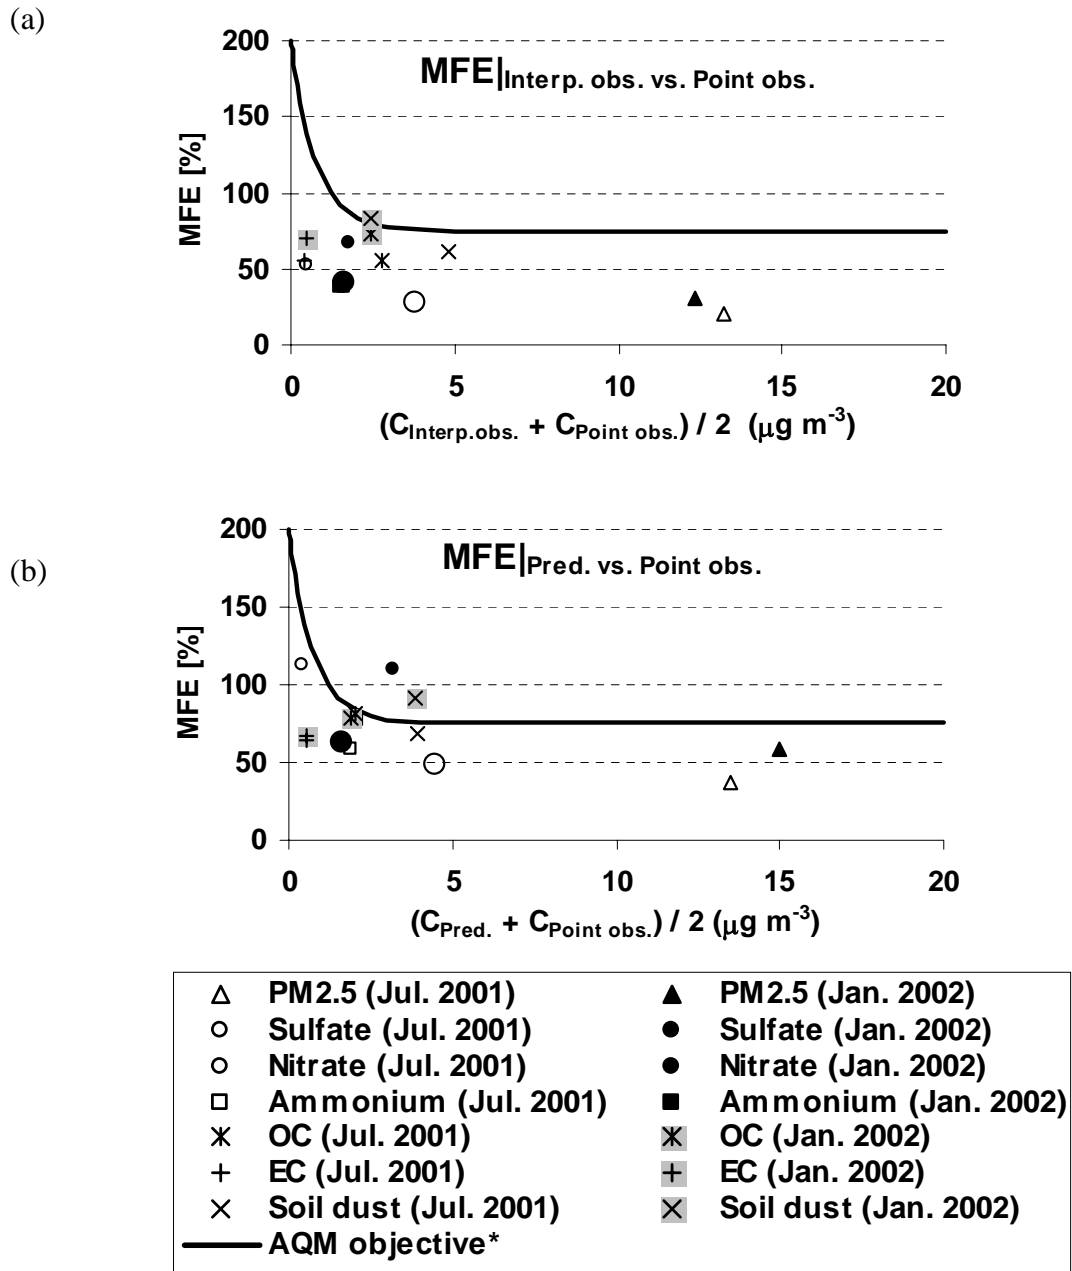 (a)
200
150
100
50
0
MFE [%]
MFE|Interp. obs. vs. Point obs.
0 5 10 15 20
(CInterp.obs. + CPoint obs.) / 2 (μg m-3)
(b)
200
150
100
50
0
MFE [%]
MFE|Pred. vs. Point obs.
0 5 10 15 20
(CPred. + CPoint obs.) / 2 (μg m-3)
PM2.5 (Jul. 2001) PM2.5 (Jan. 2002)
Sulfate (Jul. 2001) Sulfate (Jan. 2002)
Nitrate (Jul. 2001) Nitrate (Jan. 2002)
Ammonium (Jul. 2001) Ammonium (Jan. 2002)
OC (Jul. 2001) OC (Jan. 2002)
EC (Jul. 2001) EC (Jan. 2002)
Soil dust (Jul. 2001) Soil dust (Jan. 2002)
AQM objective*